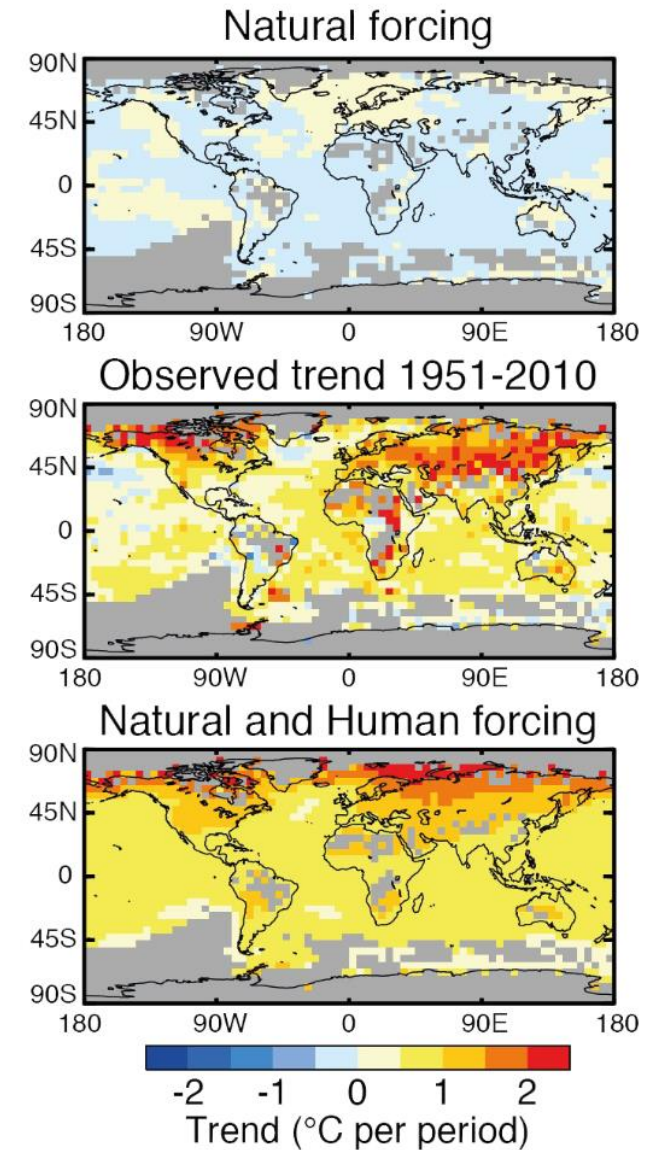 Natural forcing
90N
45N
0
45S
90S
180 90W 0 90E 180
Observed trend 1951-2010
90N
45N
0
45S
90S
180 90W 0 90E 180
Natural and Human forcing
90N
45N
0
45S
90S
180 90W 0 90E 180
-2 -1 0 1 2
Trend (°C per period)